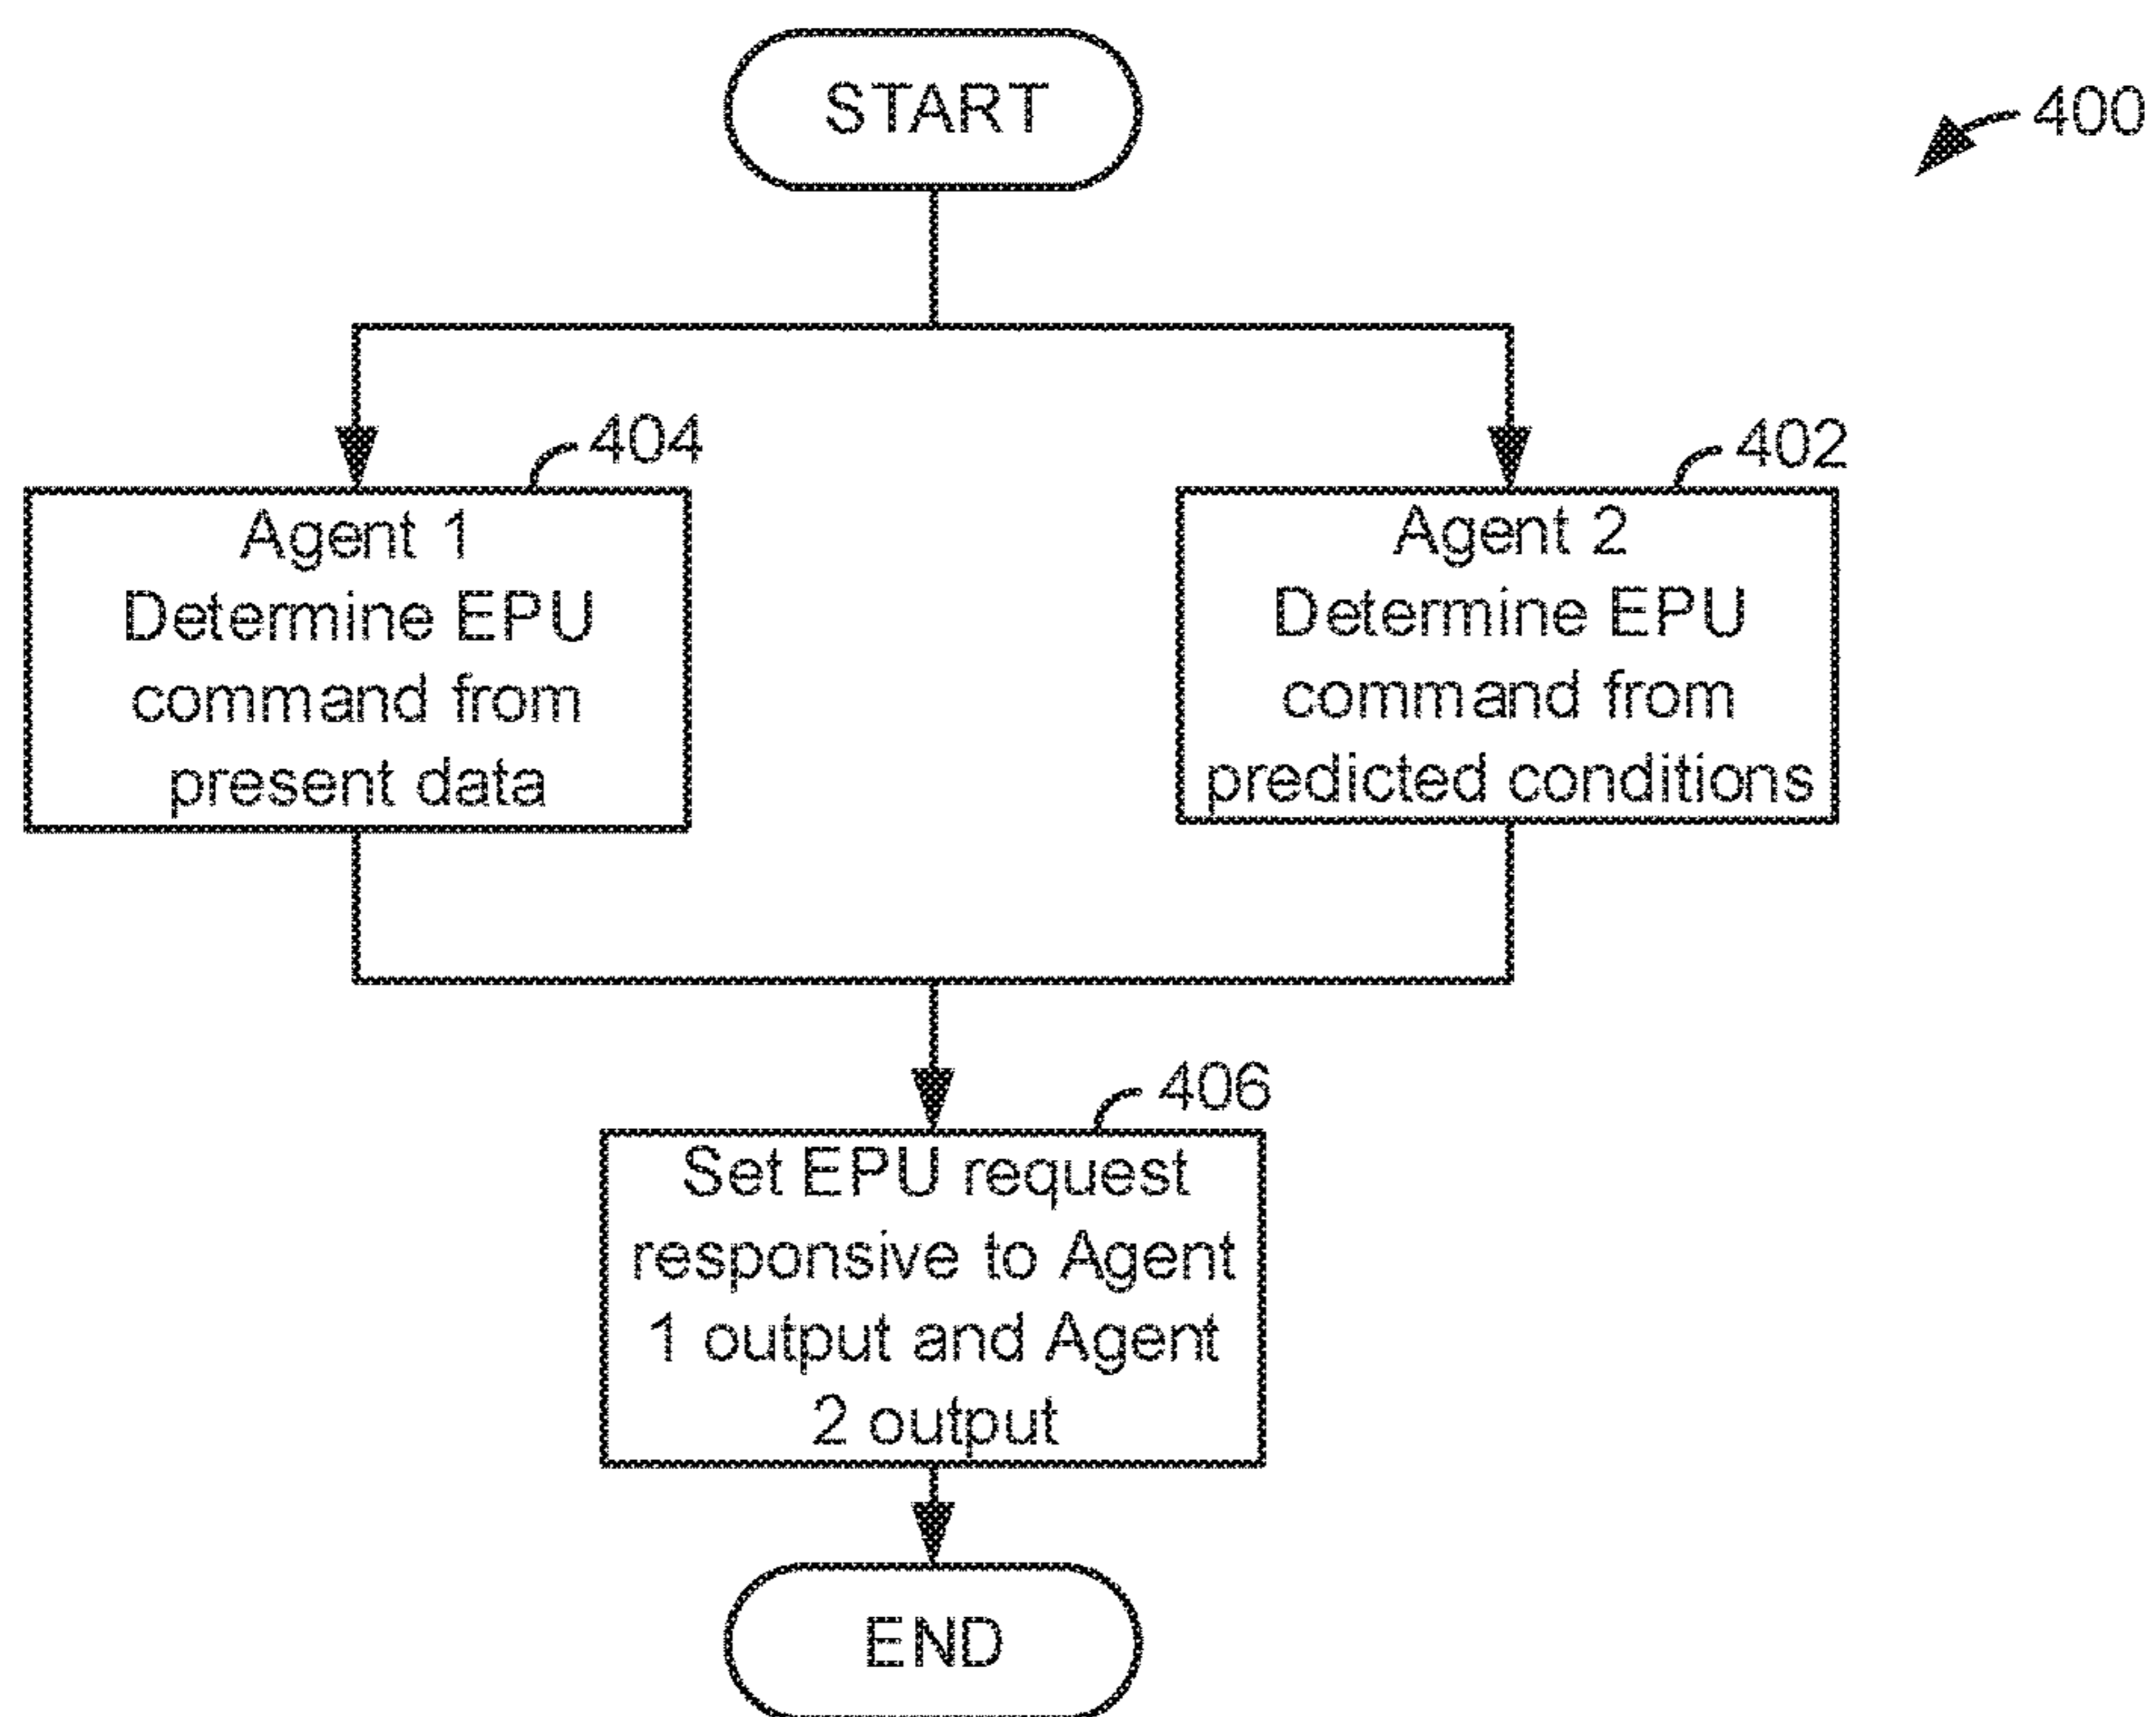 START
400
404
Agent 1
Determine EPU
command from
present data
402
Agent 2
Determine EPU
command from
predicted conditions
406
Set EPU request
responsive to Agent
1 output and Agent
2 output
END